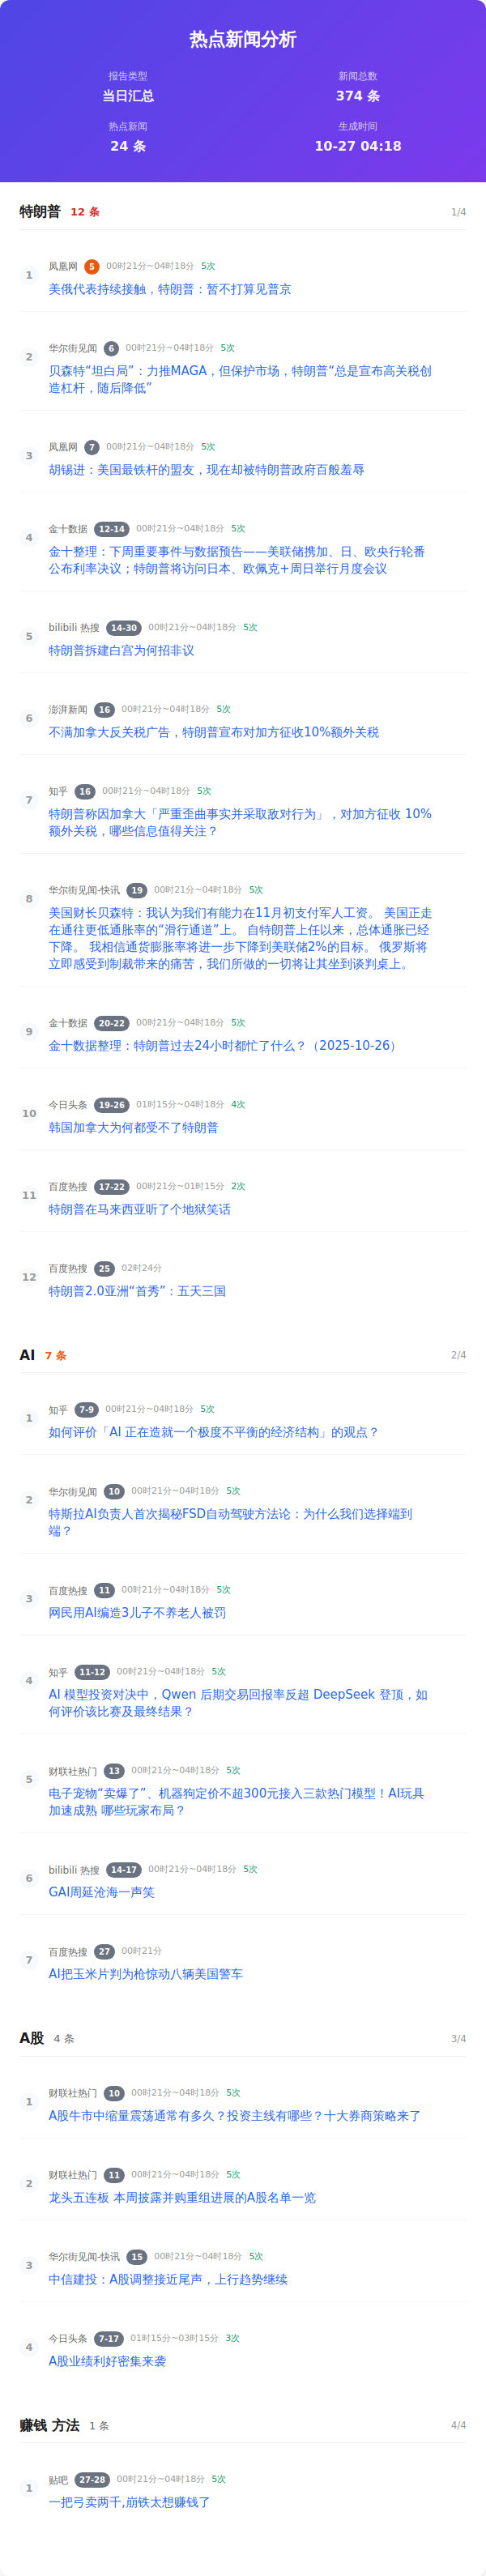 热点新闻分析
报告类型
新闻总数
当日汇总
374 条
热点新闻
生成时间
24 条
10-27 04:18
特朗普 12 条 1/4
1
凤凰网 5 00时21分~04时18分 5次
美俄代表持续接触，特朗普：暂不打算见普京
2
华尔街见闻 6 00时21分~04时18分 5次
贝森特“坦白局”：力推MAGA，但保护市场，特朗普“总是宣布高关税创
造杠杆，随后降低”
3
凤凰网 7 00时21分~04时18分 5次
胡锡进：美国最铁杆的盟友，现在却被特朗普政府百般羞辱
4
金十数据 12-14 00时21分~04时18分 5次
金十整理：下周重要事件与数据预告——美联储携加、日、欧央行轮番
公布利率决议；特朗普将访问日本、欧佩克+周日举行月度会议
5
bilibili 热搜 14-30 00时21分~04时18分 5次
特朗普拆建白宫为何招非议
6
澎湃新闻 16 00时21分~04时18分 5次
不满加拿大反关税广告，特朗普宣布对加方征收10%额外关税
7
知乎 16 00时21分~04时18分 5次
特朗普称因加拿大「严重歪曲事实并采取敌对行为」，对加方征收 10%
额外关税，哪些信息值得关注？
8
华尔街见闻-快讯 19 00时21分~04时18分 5次
美国财长贝森特：我认为我们有能力在11月初支付军人工资。 美国正走
在通往更低通胀率的“滑行通道”上。 自特朗普上任以来，总体通胀已经
下降。 我相信通货膨胀率将进一步下降到美联储2%的目标。 俄罗斯将
立即感受到制裁带来的痛苦，我们所做的一切将让其坐到谈判桌上。
9
金十数据 20-22 00时21分~04时18分 5次
金十数据整理：特朗普过去24小时都忙了什么？（2025-10-26）
10
今日头条 19-26 01时15分~04时18分 4次
韩国加拿大为何都受不了特朗普
11
百度热搜 17-22 00时21分~01时15分 2次
特朗普在马来西亚听了个地狱笑话
12
百度热搜 25 02时24分
特朗普2.0亚洲“首秀”：五天三国
AI 7 条 2/4
1
知乎 7-9 00时21分~04时18分 5次
如何评价「AI 正在造就一个极度不平衡的经济结构」的观点？
2
华尔街见闻 10 00时21分~04时18分 5次
特斯拉AI负责人首次揭秘FSD自动驾驶方法论：为什么我们选择端到
端？
3
百度热搜 11 00时21分~04时18分 5次
网民用AI编造3儿子不养老人被罚
4
知乎 11-12 00时21分~04时18分 5次
AI 模型投资对决中，Qwen 后期交易回报率反超 DeepSeek 登顶，如
何评价该比赛及最终结果？
5
财联社热门 13 00时21分~04时18分 5次
电子宠物“卖爆了”、机器狗定价不超300元接入三款热门模型！AI玩具
加速成熟 哪些玩家布局？
6
bilibili 热搜 14-17 00时21分~04时18分 5次
GAI周延沧海一声笑
7
百度热搜 27 00时21分
AI把玉米片判为枪惊动八辆美国警车
A股 4 条 3/4
1
财联社热门 10 00时21分~04时18分 5次
A股牛市中缩量震荡通常有多久？投资主线有哪些？十大券商策略来了
2
财联社热门 11 00时21分~04时18分 5次
龙头五连板 本周披露并购重组进展的A股名单一览
3
华尔街见闻-快讯 15 00时21分~04时18分 5次
中信建投：A股调整接近尾声，上行趋势继续
4
今日头条 7-17 01时15分~03时15分 3次
A股业绩利好密集来袭
赚钱 方法 1 条 4/4
1
贴吧 27-28 00时21分~04时18分 5次
一把弓卖两千,崩铁太想赚钱了